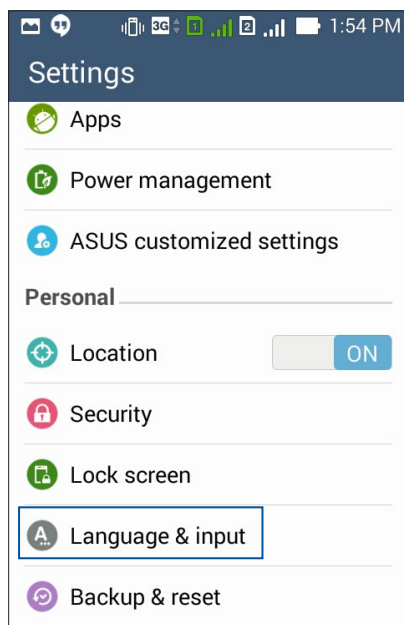 3G 1 2 1:54 PM
Settings
Apps
Power management
ASUS customized settings
Personal
Location ON
Security
Lock screen
Language & input
Backup & reset